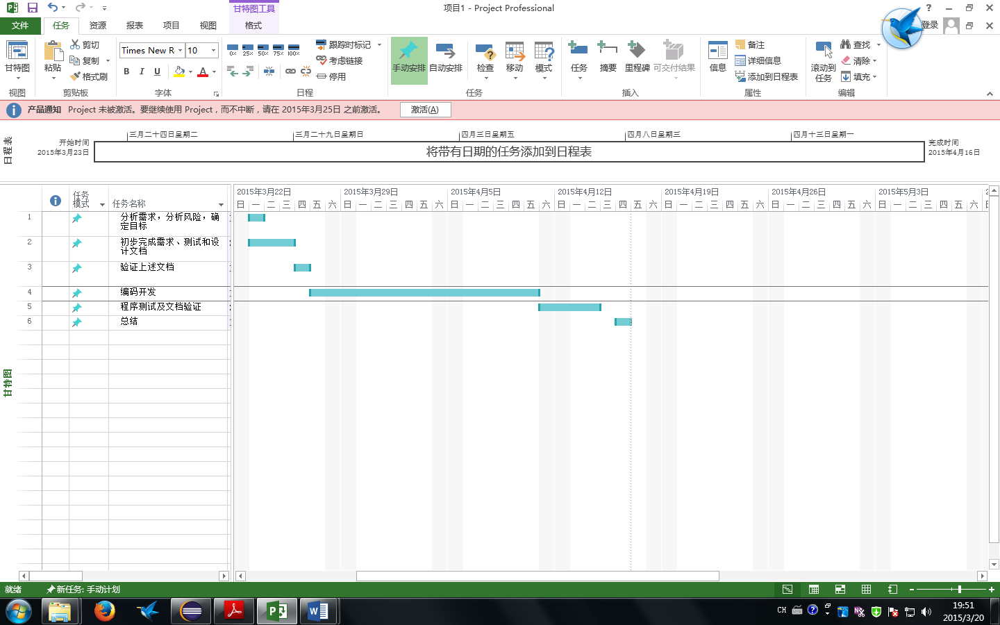 甘特图工具
项目1 - Project Professional
文件
任务
资源
报表
项目
视图
格式
登录
甘特图
粘贴
剪切
复制
格式刷
Times New R
10
B I U
A
0% 25% 50% 75% 100%
跟踪时标记
考虑链接
停用
手动安排
自动安排
检查
移动
模式
任务
摘要
里程碑
可交付结果
信息
备注
详细信息
添加到日程表
滚动到
任务
查找
清除
填充
视图
剪贴板
字体
日程
任务
插入
属性
编辑
产品通知 Project 未被激活。要继续使用 Project，而不中断，请在 2015年3月25日 之前激活。
激活(A)
日程表
开始时间
2015年3月23日
三月二十四日星期二
三月二十九日星期日
四月三日星期五
四月八日星期三
四月十三日星期一
将带有日期的任务添加到日程表
完成时间
2015年4月16日
任务
模式
任务名称
2015年3月22日
2015年3月29日
2015年4月5日
2015年4月12日
2015年4月19日
2015年4月26日
2015年5月3日
日 一 二 三 四 五 六 日 一 二 三 四 五 六 日 一 二 三 四 五 六 日 一 二 三 四 五 六 日 一 二 三 四 五 六 日 一 二 三 四 五 六 日 一 二 三 四 五 六
1 分析需求，分析风险，确
定目标
2 初步完成需求、测试和设
计文档
3 验证上述文档
4 编码开发
5 程序测试及文档验证
6 总结
甘特图
就绪
新任务: 手动计划
CH
19:51
2015/3/20